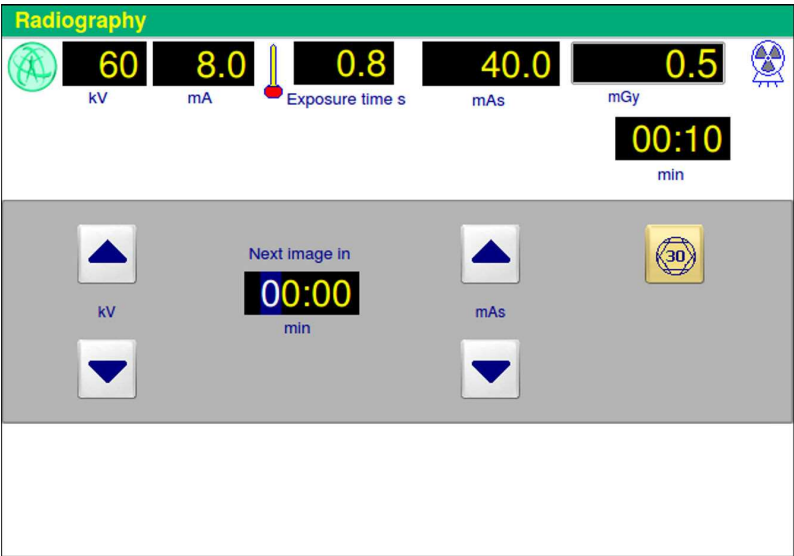 Radiography
60 8.0 0.8 40.0 0.5
kV mA Exposure time s mAs mGy
00:10
min
Next image in
30
00:00
kV mAs
min